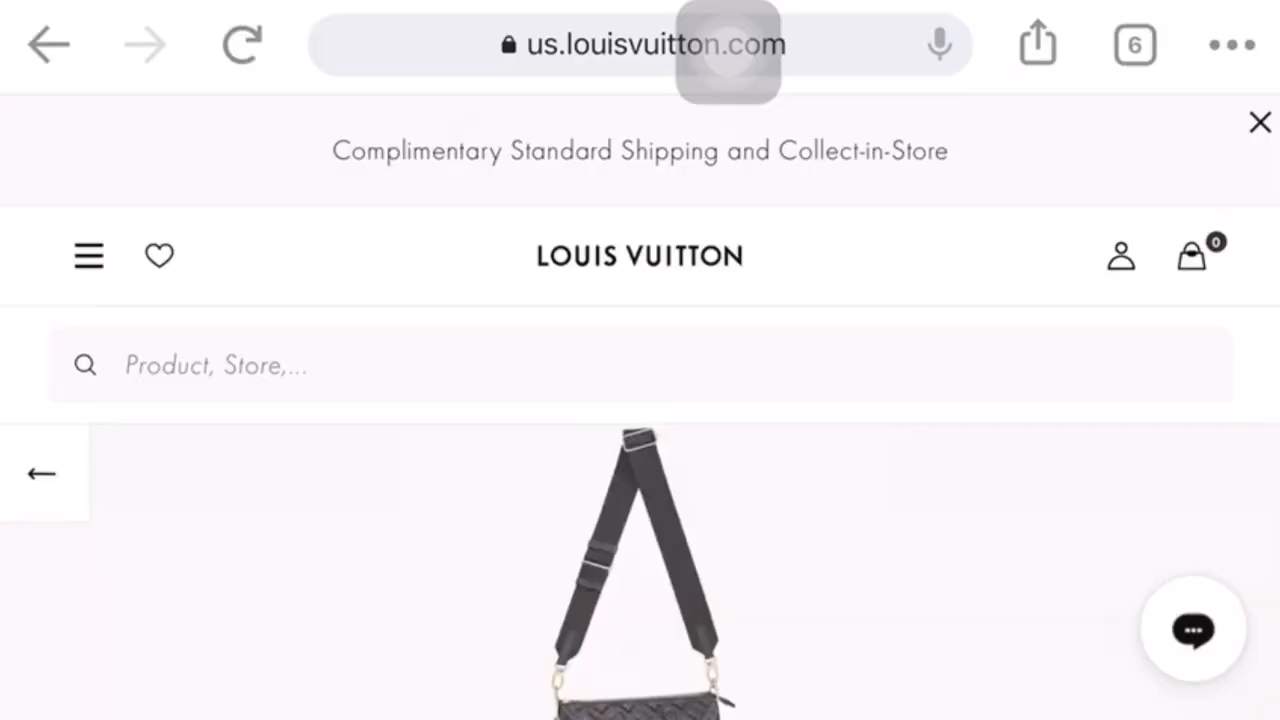 us.louisvuitton.com
6
Complimentary Standard Shipping and Collect-in-Store
LOUIS VUITTON
0
Product, Store,...